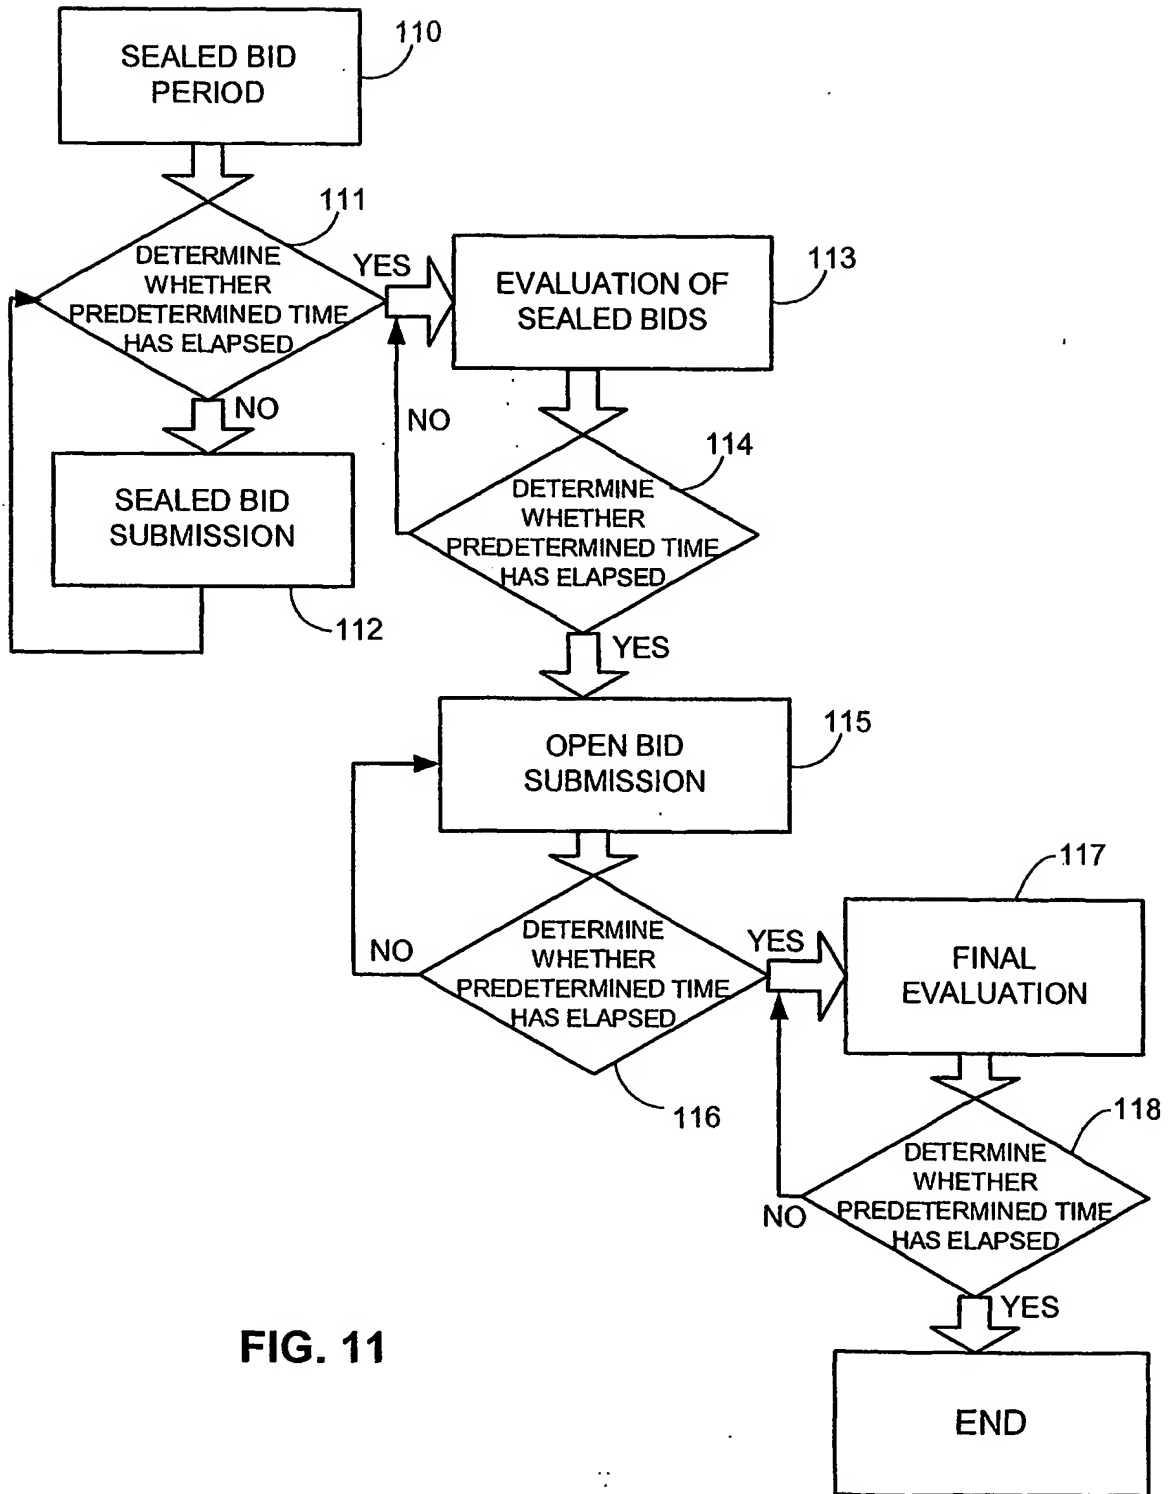 SEALED BID
PERIOD
110
DETERMINE
WHETHER
PREDETERMINED TIME
HAS ELAPSED
111
YES
NO
SEALED BID
SUBMISSION
112
EVALUATION OF
SEALED BIDS
113
NO
DETERMINE
WHETHER
PREDETERMINED TIME
HAS ELAPSED
114
YES
OPEN BID
SUBMISSION
115
NO
DETERMINE
WHETHER
PREDETERMINED TIME
HAS ELAPSED
116
YES
FINAL
EVALUATION
117
NO
DETERMINE
WHETHER
PREDETERMINED TIME
HAS ELAPSED
118
YES
END
FIG. 11